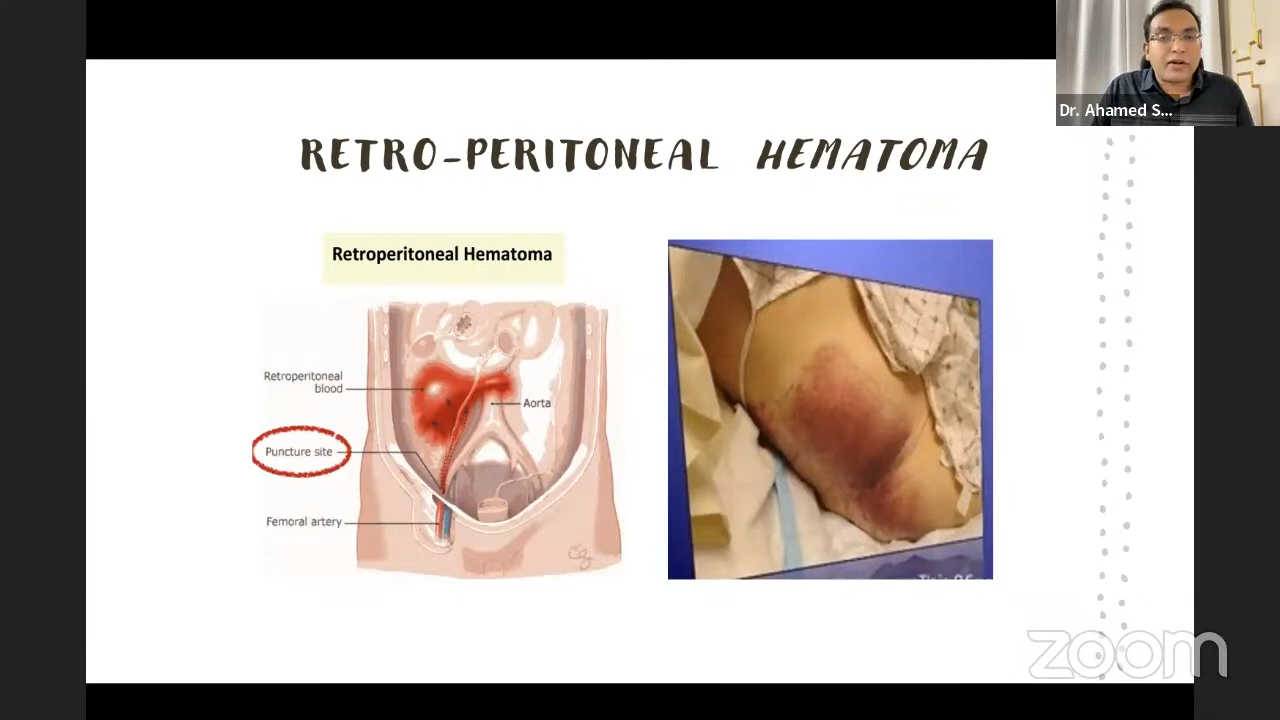 Dr. Ahamed S...
RETRO-PERITONEAL HEMATOMA
Retroperitoneal Hematoma
Retroperitoneal
blood
Aorta
Puncture site
Femoral artery
zoom